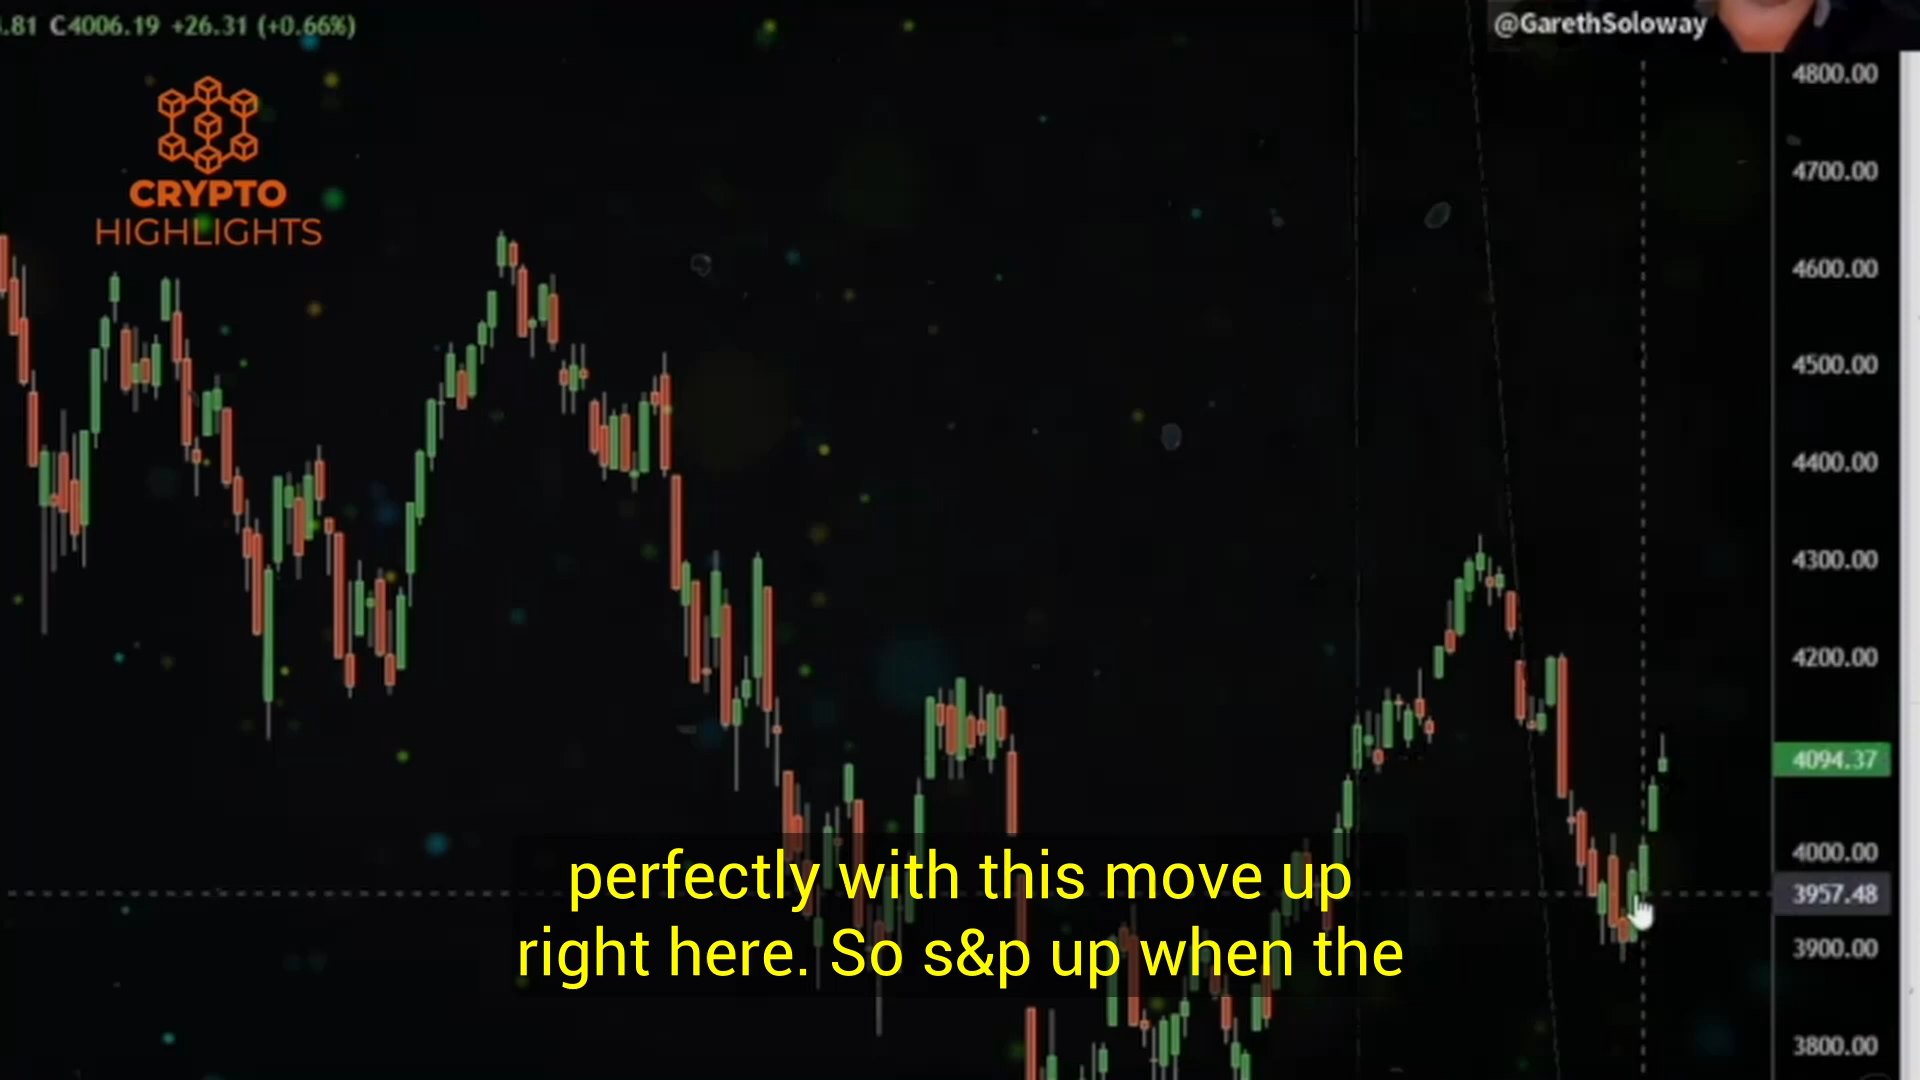 .81 C4006.19 +26.31 (+0.66%)
@GarethSoloway
CRYPTO
HIGHLIGHTS
4800.00
4700.00
4600.00
4500.00
4400.00
4300.00
4200.00
4094.37
4000.00
3957.48
3900.00
3800.00
perfectly with this move up
right here. So s&p up when the